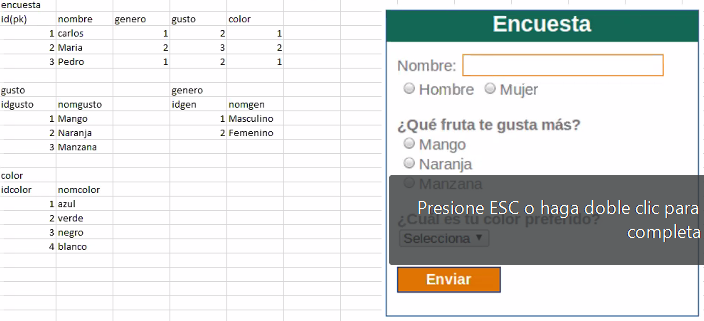 encuesta
id(pk) nombre genero gusto color
1 carlos 1 2 1
2 Maria 2 3 2
3 Pedro 1 2 1
gusto genero
idgusto nomgusto idgen nomgen
1 Mango 1 Masculino
2 Naranja 2 Femenino
3 Manzana
color
idcolor nomcolor
1 azul
2 verde
3 negro
4 blanco
Encuesta
Nombre:
Hombre Mujer
¿Qué fruta te gusta más?
Mango
Naranja
Manzana
Presione ESC o haga doble clic para
¿Cuál es tu color preferido?
completa
Selecciona
Enviar